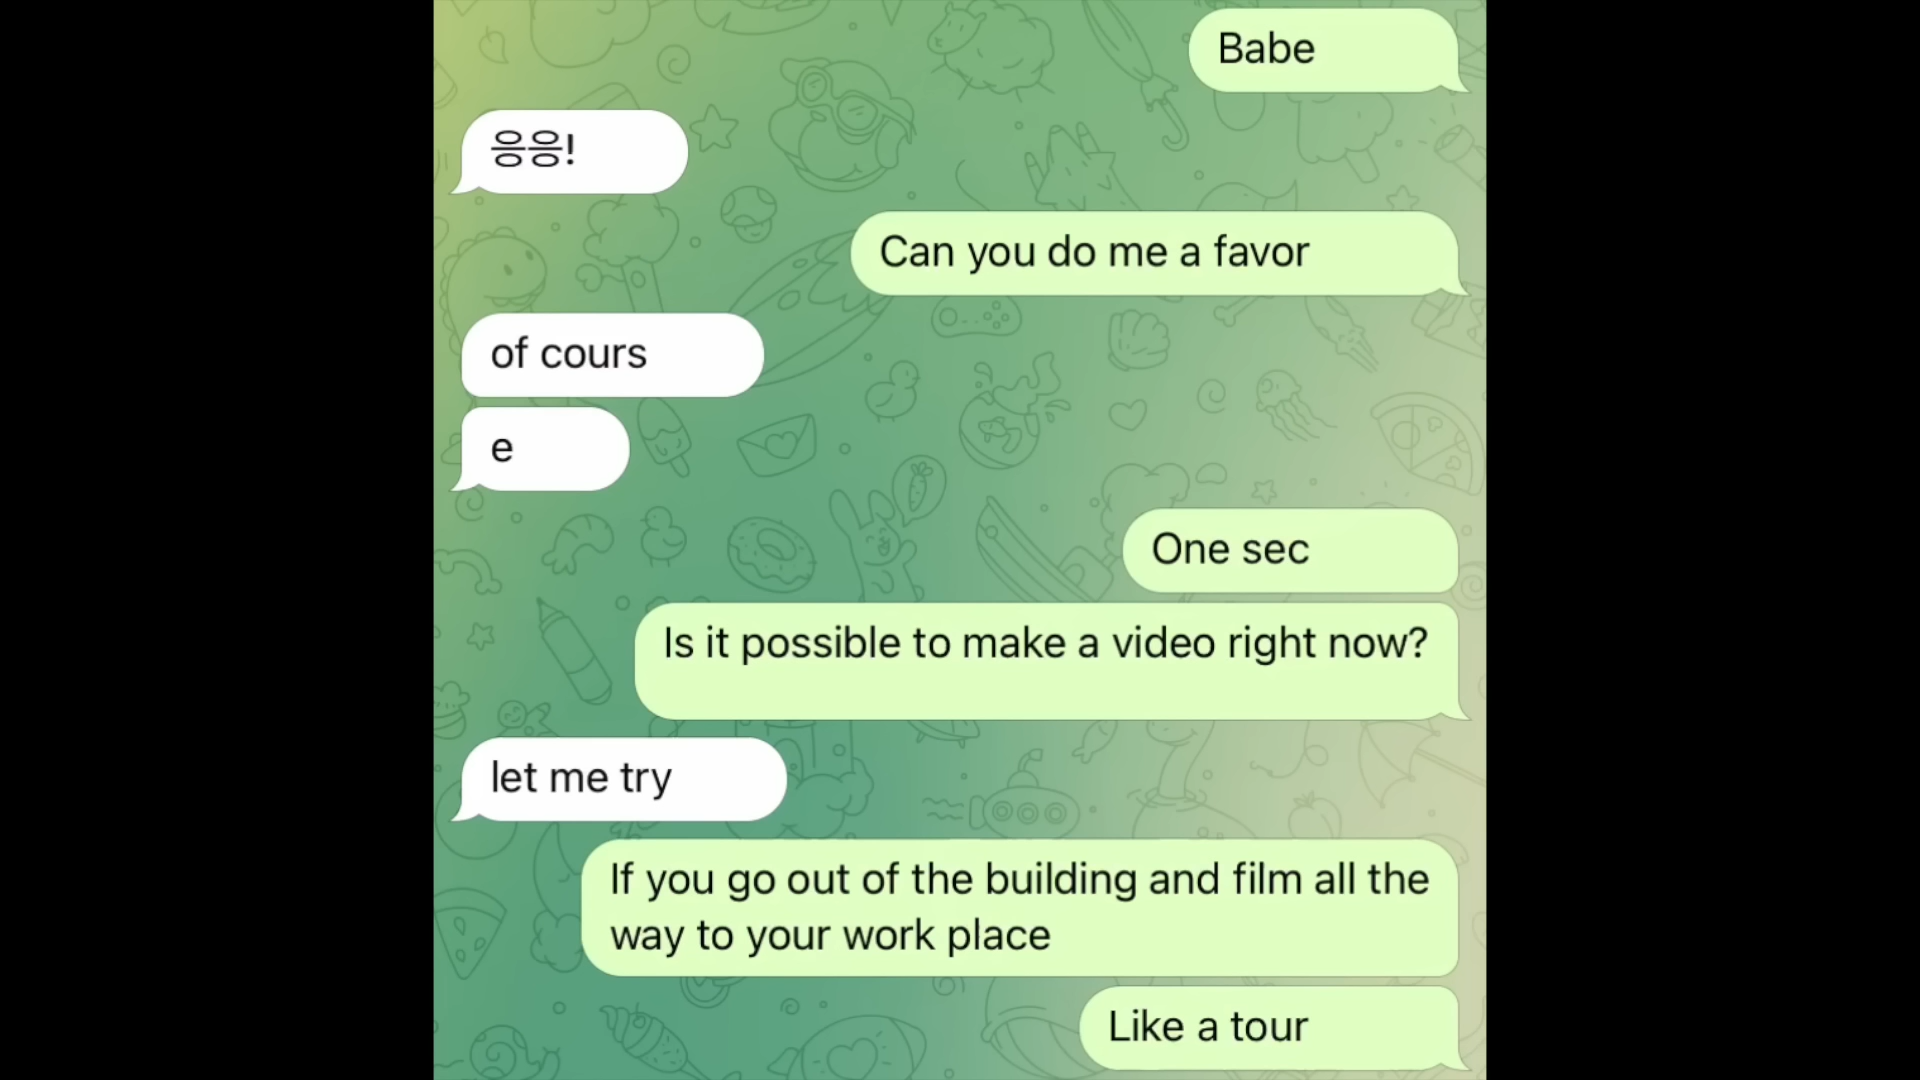 Babe
응응!
Can you do me a favor
of cours
e
One sec
Is it possible to make a video right now?
let me try
If you go out of the building and film all the
way to your work place
Like a tour